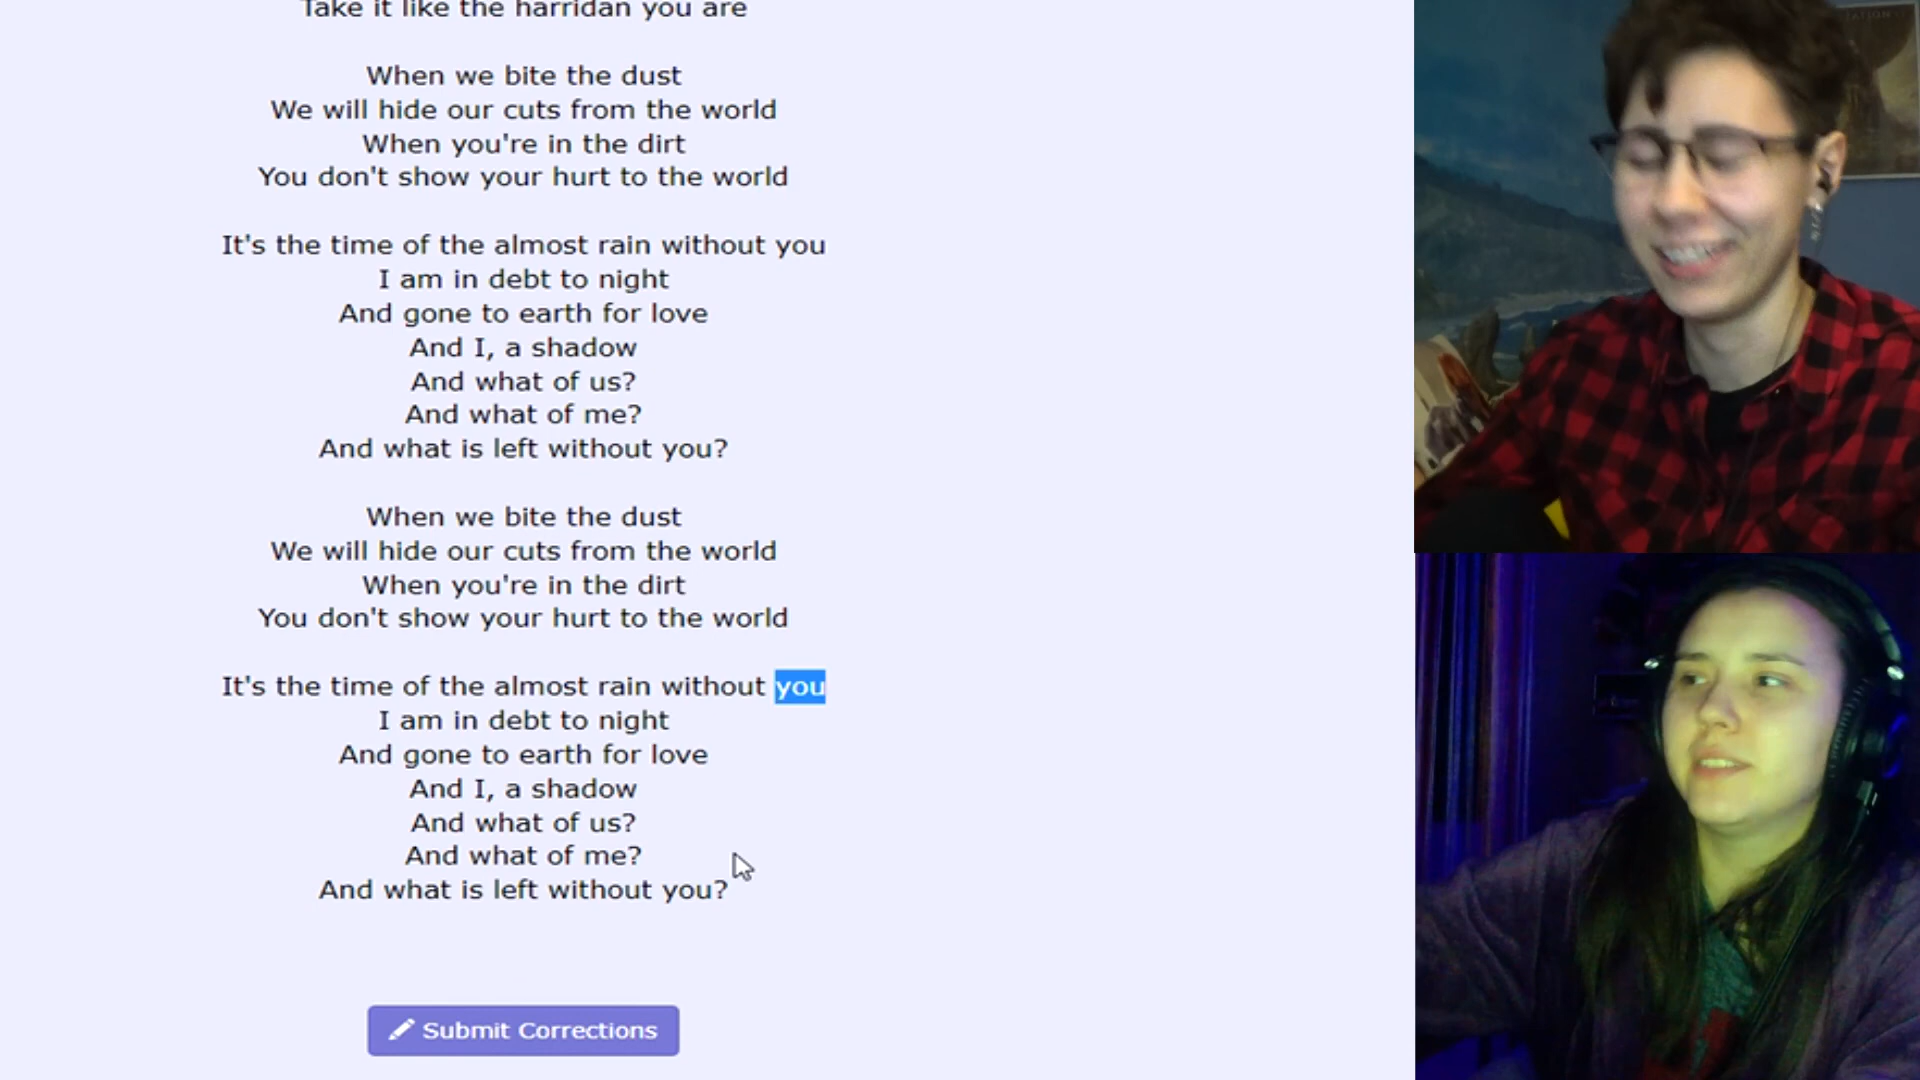 Take it like the harridan you are
When we bite the dust
We will hide our cuts from the world
When you're in the dirt
You don't show your hurt to the world
It's the time of the almost rain without you
I am in debt to night
And gone to earth for love
And I, a shadow
And what of us?
And what of me?
And what is left without you?
When we bite the dust
We will hide our cuts from the world
When you're in the dirt
You don't show your hurt to the world
It's the time of the almost rain without you
I am in debt to night
And gone to earth for love
And I, a shadow
And what of us?
And what of me?
And what is left without you?
Submit Corrections